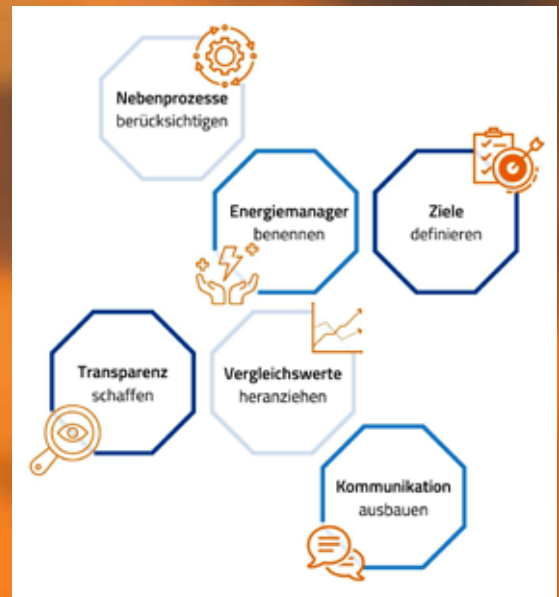 Nebenprozesse
berücksichtigen
Energiemanager
benennen
Ziele
definieren
Transparenz
schaffen
Vergleichswerte
heranziehen
Kommunikation
ausbauen